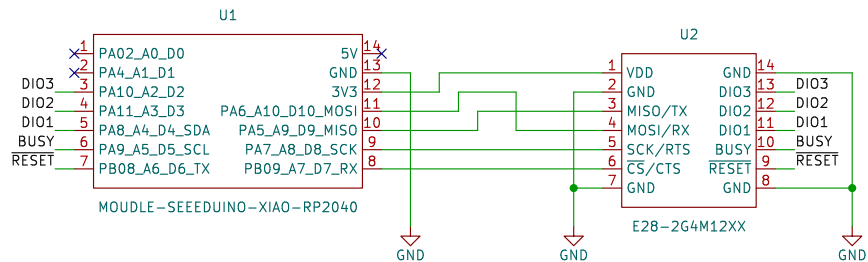 U1
1 PA02_A0_D0 5V 14
2 PA4_A1_D1 GND 13
DIO3 3 PA10_A2_D2 3V3 12
DIO2 4 PA11_A3_D3 PA6_A10_D10_MOSI 11
DIO1 5 PA8_A4_D4_SDA PA5_A9_D9_MISO 10
BUSY 6 PA9_A5_D5_SCL PA7_A8_D8_SCK 9
RESET 7 PB08_A6_D6_TX PB09_A7_D7_RX 8
MOUDLE-SEEEDUINO-XIAO-RP2040
GND
U2
1 VDD GND 14
2 GND DIO3 13 DIO3
3 MISO/TX DIO2 12 DIO2
4 MOSI/RX DIO1 11 DIO1
5 SCK/RTS BUSY 10 BUSY
6 CS/CTS RESET 9 RESET
7 GND GND 8
E28-2G4M12XX
GND
GND